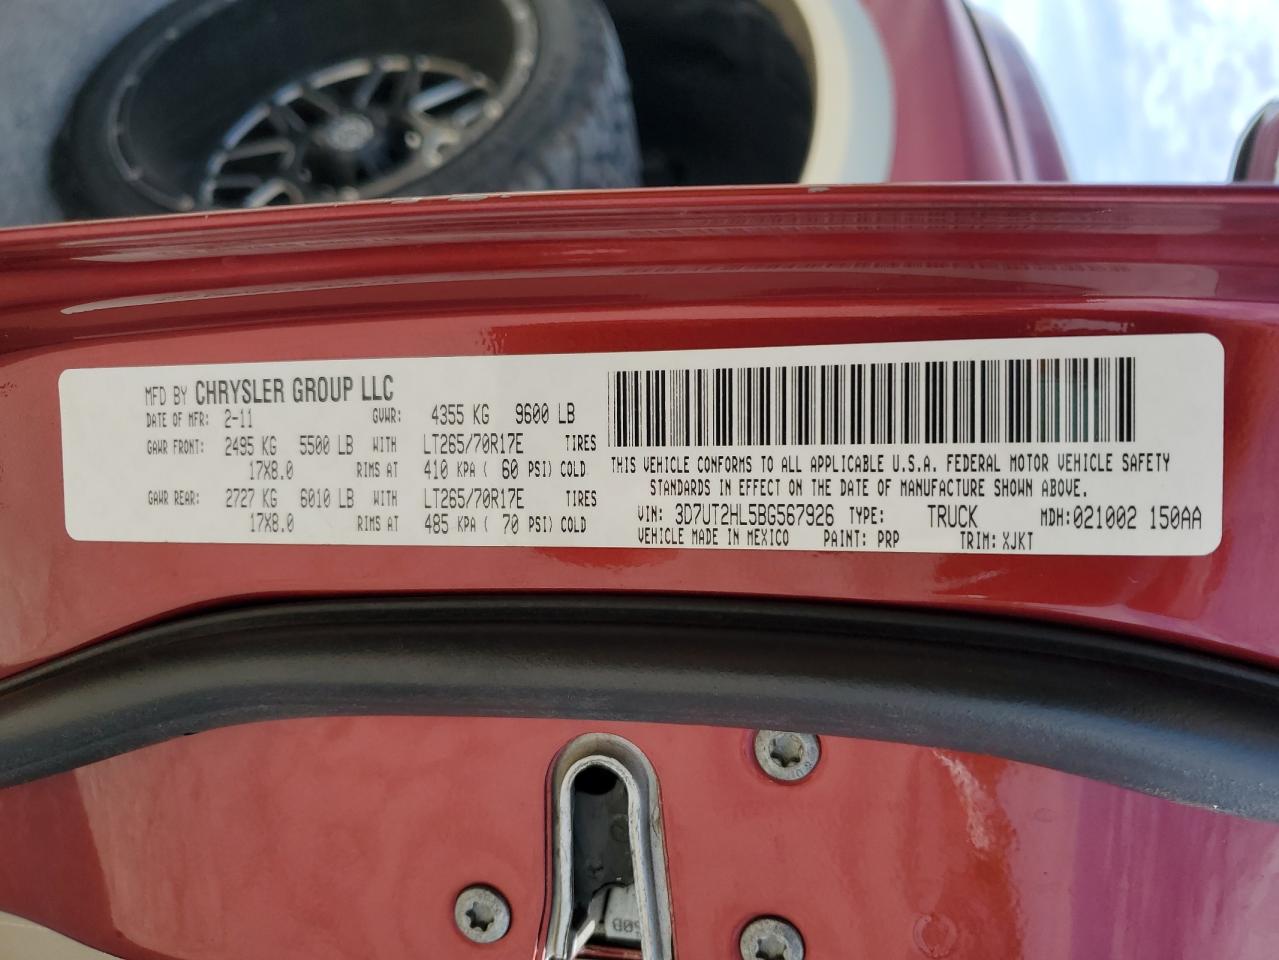 MFD BY CHRYSLER GROUP LLC
DATE OF MFR: 2-11 GVWR: 4355 KG 9600 LB
GAWR FRONT: 2495 KG 5500 LB WITH LT265/70R17E TIRES
17X8.0 RIMS AT 410 KPA ( 60 PSI) COLD
GAWR REAR: 2727 KG 6010 LB WITH LT265/70R17E TIRES
17X8.0 RIMS AT 485 KPA ( 70 PSI) COLD
THIS VEHICLE CONFORMS TO ALL APPLICABLE U.S.A. FEDERAL MOTOR VEHICLE SAFETY
STANDARDS IN EFFECT ON THE DATE OF MANUFACTURE SHOWN ABOVE.
VIN: 3D7UT2HL5BG567926 TYPE: TRUCK MDH:021002 150AA
VEHICLE MADE IN MEXICO PAINT: PRP TRIM: XJKT